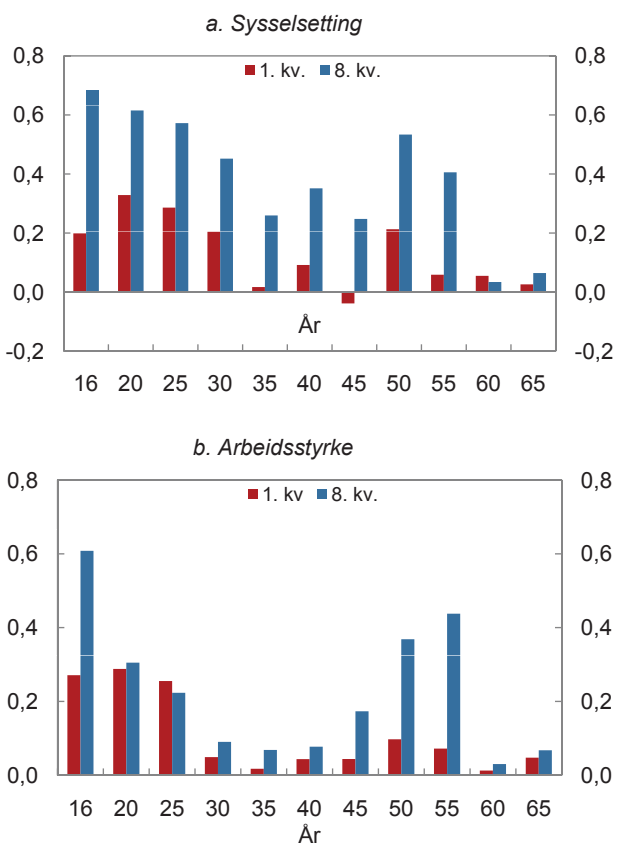 a. Sysselsetting
0,8 0,8
1. kv. 8. kv.
0,6 0,6
0,4 0,4
0,2 0,2
0,0 0,0
År
-0,2 -0,2
16 20 25 30 35 40 45 50 55 60 65
b. Arbeidsstyrke
0,8 0,8
1. kv 8. kv.
0,6 0,6
0,4 0,4
0,2 0,2
0,0 0,0
16 20 25 30 35 40 45 50 55 60 65
År